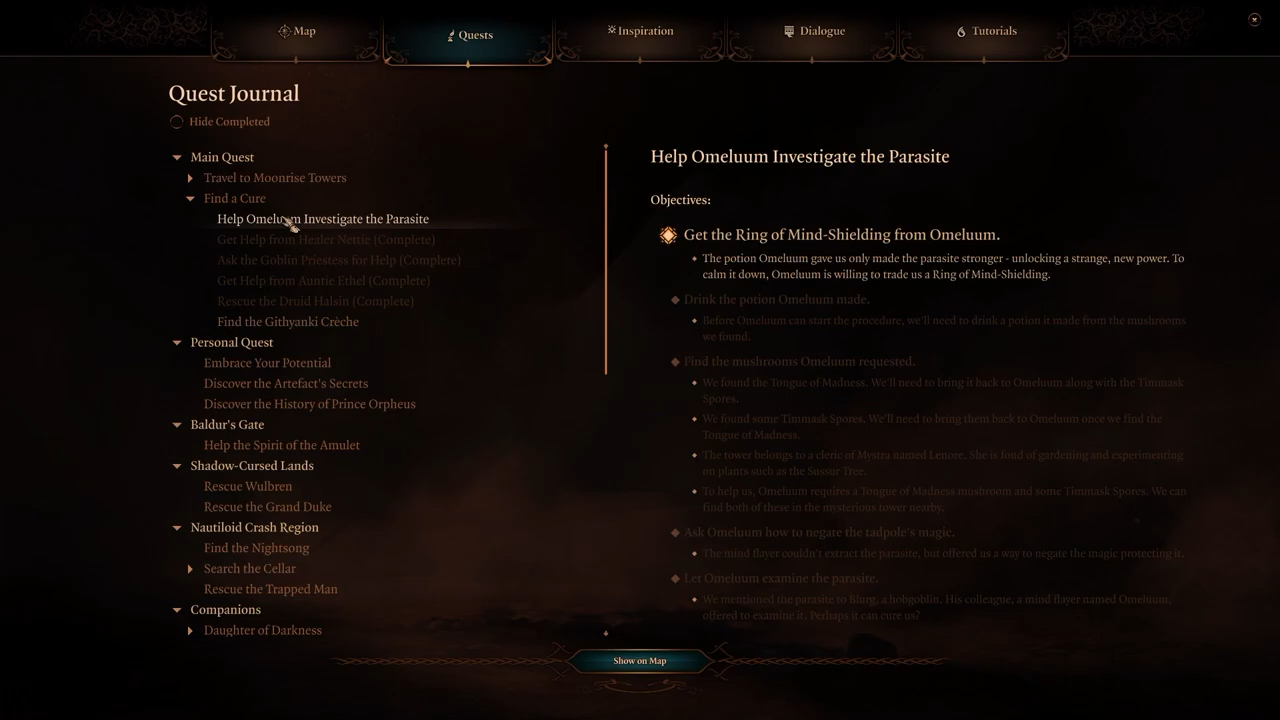 Map
Quests
Inspiration
Dialogue
Tutorials
Quest Journal
Hide Completed
Main Quest
Travel to Moonrise Towers
Find a Cure
Help Omeluum Investigate the Parasite
Get Help from Healer Nettie (Complete)
Ask the Goblin Priestess for Help (Complete)
Get Help from Auntie Ethel (Complete)
Rescue the Druid Halsin (Complete)
Find the Githyanki Crèche
Personal Quest
Embrace Your Potential
Discover the Artefact's Secrets
Discover the History of Prince Orpheus
Baldur's Gate
Help the Spirit of the Amulet
Shadow-Cursed Lands
Rescue Wulbren
Rescue the Grand Duke
Nautiloid Crash Region
Find the Nightsong
Search the Cellar
Rescue the Trapped Man
Companions
Daughter of Darkness
Help Omeluum Investigate the Parasite
Objectives:
Get the Ring of Mind-Shielding from Omeluum.
The potion Omeluum gave us only made the parasite stronger - unlocking a strange, new power. To
calm it down, Omeluum is willing to trade us a Ring of Mind-Shielding.
Drink the potion Omeluum made.
Before Omeluum can start the procedure, we'll need to drink a potion it made from the mushrooms
we found.
Find the mushrooms Omeluum requested.
We found the Tongue of Madness. We'll need to bring it back to Omeluum along with the Timmask
Spores.
We found some Timmask Spores. We'll need to bring them back to Omeluum once we find the
Tongue of Madness.
The tower belongs to a cleric of Mystra named Lenore. She is fond of gardening and experimenting
on plants such as the Sussur Tree.
To help us, Omeluum requires a Tongue of Madness mushroom and some Timmask Spores. We can
find both of these in the mysterious tower nearby.
Ask Omeluum how to negate the tadpole's magic.
The mind flayer couldn't extract the parasite, but offered us a way to negate the magic protecting it.
Let Omeluum examine the parasite.
We mentioned the parasite to Blurg, a hobgoblin. His colleague, a mind flayer named Omeluum,
offered to examine it. Perhaps it can cure us?
Show on Map